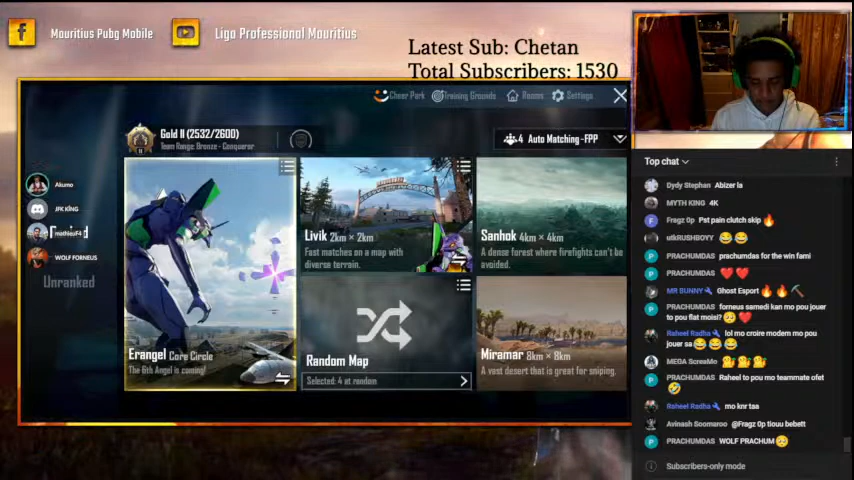 Mauritius Pubg Mobile
Liga Professional Mauritius
Latest Sub: Chetan
Total Subscribers: 1530
Cheer Park
Training Grounds
Rooms
Settings
Gold II (2532/2600)
Team Range: Bronze - Conqueror
4 Auto Matching-FPP
Akumo
JFK KING
mathieuF4
WOLF FORNEUS
Unranked
Erangel Core Circle
The 6th Angel is coming!
Livik 2km × 2km
Fast matches on a map with
diverse terrain.
Sanhok 4km × 4km
A dense forest where firefights can't be
avoided.
Random Map
Selected: 4 at random
Miramar 8km × 8km
A vast desert that is great for sniping.
Top chat
Dydy Stephan Abizer la
MYTH KING 4K
Fragz 0p Pst pain clutch skip 🔥
utkRUSHBOYY 😂😂
PRACHUMDAS prachumdas for the win fami
PRACHUMDAS ❤️❤️
MR BUNNY Ghost Esport 🔥🔥⛏️
PRACHUMDAS forneus samedi kan mo pou jouer
to pou flat moisi? 🥺❤️
Raheel Radha lol mo croire modern mo pou
jouer sa 😂😂😂
MEGA ScreaMo
PRACHUMDAS Raheel to pou mo teammate ofet
🤣
Raheel Radha mo knr taa
Avinash Soomaroo @Fragz 0p tiouu bebett
PRACHUMDAS WOLF PRACHUM🥺
Subscribers-only mode